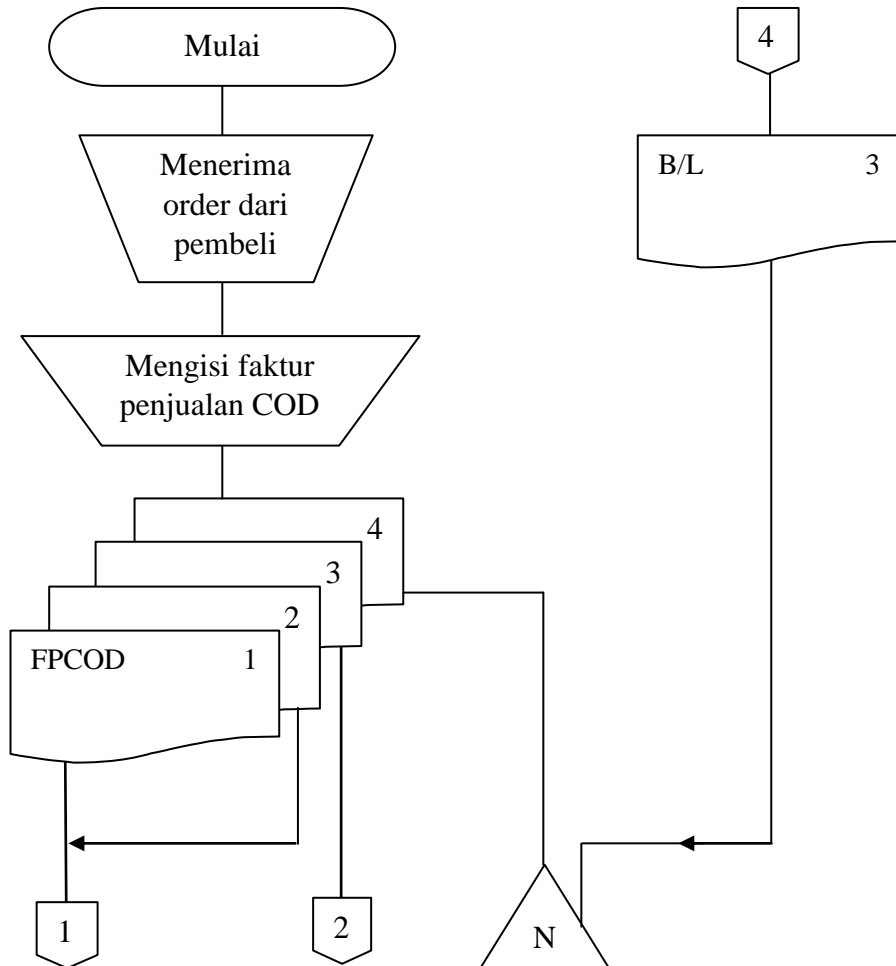 Mulai
Menerima
order dari
pembeli
Mengisi faktur
penjualan COD
4
3
2
FPCOD 1
1
2
N
4
B/L 3